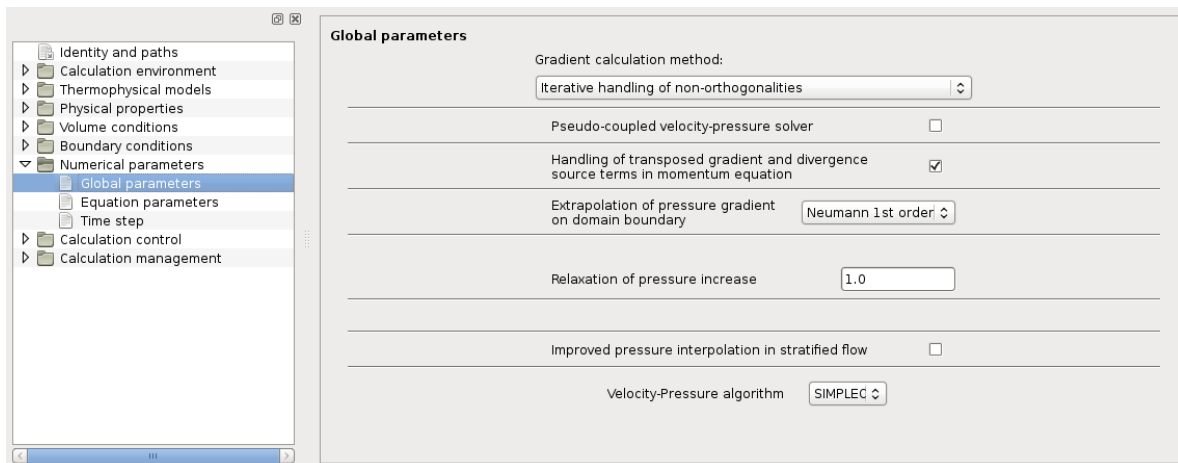 Identity and paths
Calculation environment
Thermophysical models
Physical properties
Volume conditions
Boundary conditions
Numerical parameters
Global parameters
Equation parameters
Time step
Calculation control
Calculation management
Global parameters
Gradient calculation method:
Iterative handling of non-orthogonalities
Pseudo-coupled velocity-pressure solver
Handling of transposed gradient and divergence
source terms in momentum equation
Extrapolation of pressure gradient
on domain boundary
Neumann 1st order
Relaxation of pressure increase
1.0
Improved pressure interpolation in stratified flow
Velocity-Pressure algorithm
SIMPLEC